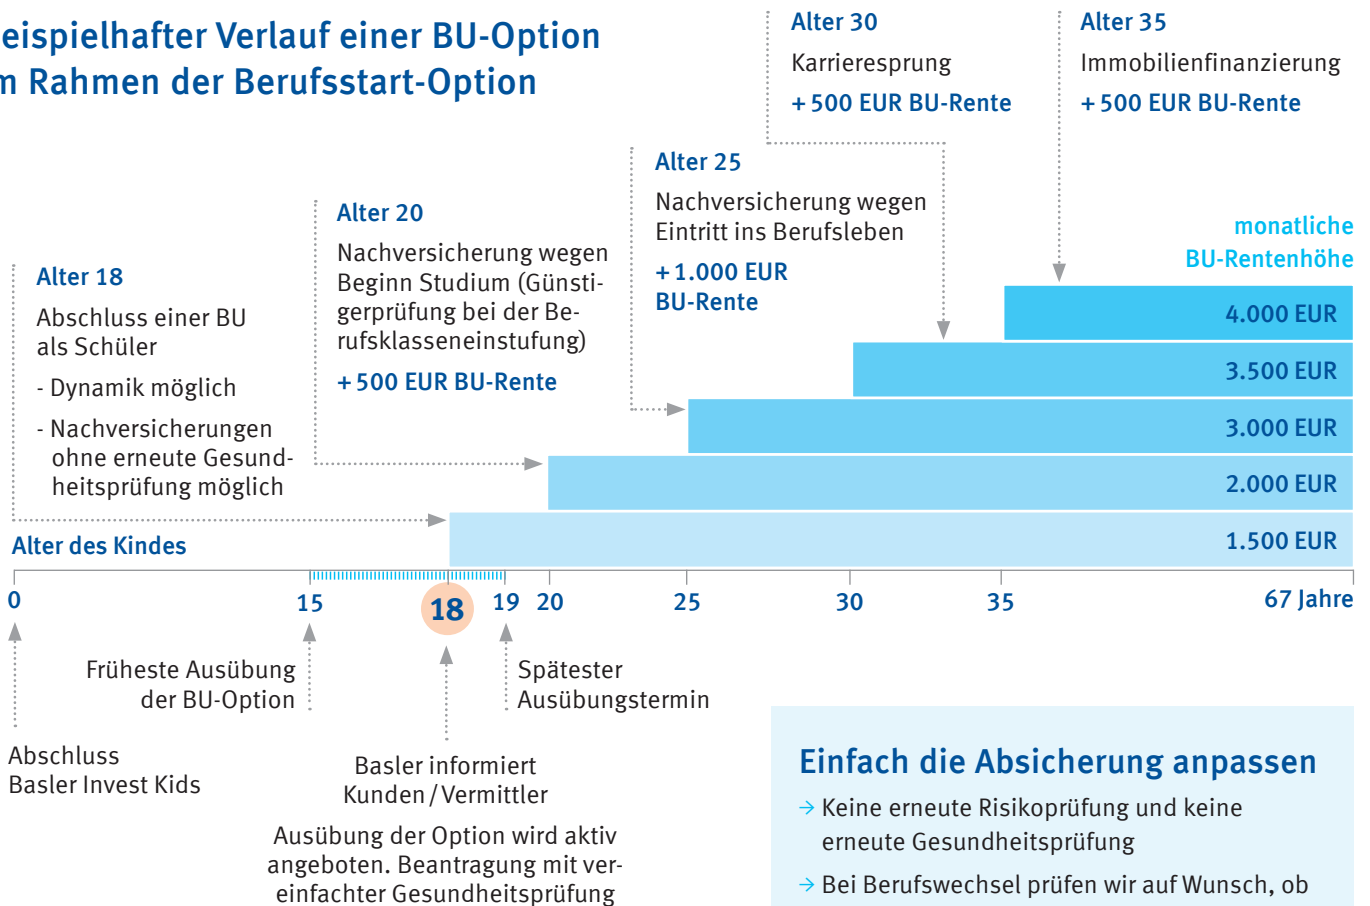 eispielhafter Verlauf einer BU-Option
m Rahmen der Berufsstart-Option
Alter 30
Karrieresprung
+ 500 EUR BU-Rente
Alter 35
Immobilienfinanzierung
+ 500 EUR BU-Rente
Alter 25
Nachversicherung wegen
Eintritt ins Berufsleben
+ 1.000 EUR
BU-Rente
Alter 20
Nachversicherung wegen
Beginn Studium (Günsti-
gerprüfung bei der Be-
rufsklasseneinstufung)
+ 500 EUR BU-Rente
Alter 18
Abschluss einer BU
als Schüler
- Dynamik möglich
- Nachversicherungen
ohne erneute Gesund-
heitsprüfung möglich
monatliche
BU-Rentenhöhe
4.000 EUR
3.500 EUR
3.000 EUR
2.000 EUR
1.500 EUR
Alter des Kindes
0 15 18 19 20 25 30 35 67 Jahre
Früheste Ausübung
der BU-Option
Spätester
Ausübungstermin
Abschluss
Basler Invest Kids
Basler informiert
Kunden / Vermittler
Ausübung der Option wird aktiv
angeboten. Beantragung mit ver-
einfachter Gesundheitsprüfung
Einfach die Absicherung anpassen
→ Keine erneute Risikoprüfung und keine
erneute Gesundheitsprüfung
→ Bei Berufswechsel prüfen wir auf Wunsch, ob